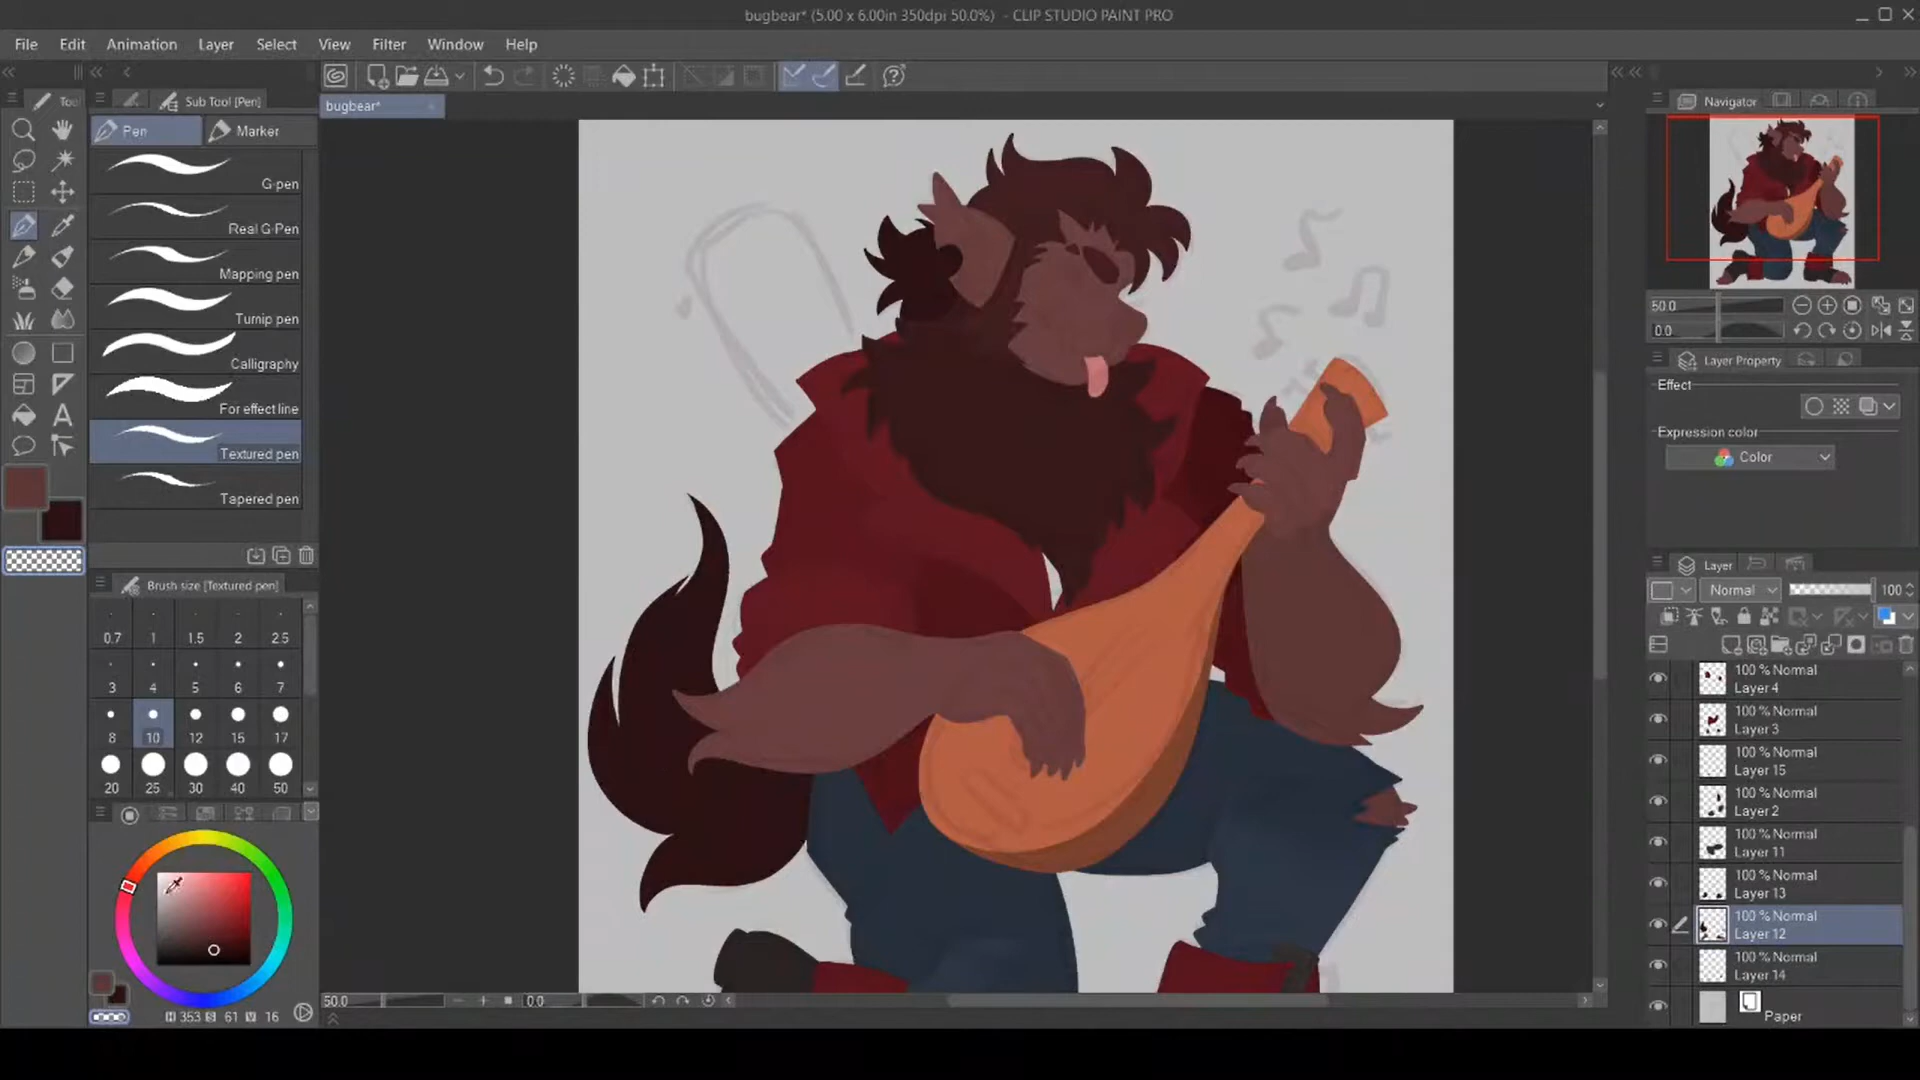 bugbear* (5.00 x 6.00in 350dpi 50.0%) - CLIP STUDIO PAINT PRO
File Edit Animation Layer Select View Filter Window Help
Too
Sub Tool [Pen]
bugbear*
Navigator
Pen Marker
G-pen
Real G-Pen
Mapping pen
Turnip pen
Calligraphy
For effect line
Textured pen
Tapered pen
Brush size [Textured pen]
0.7 1 1.5 2 2.5
3 4 5 6 7
8 10 12 15 17
20 25 30 40 50
H 353 S 61 V 16
50.0 0.0
50.0
0.0
Layer Property
Effect
Expression color
Color
Layer
Normal 100
100 % Normal
Layer 4
100 % Normal
Layer 3
100 % Normal
Layer 15
100 % Normal
Layer 2
100 % Normal
Layer 11
100 % Normal
Layer 13
100 % Normal
Layer 12
100 % Normal
Layer 14
Paper